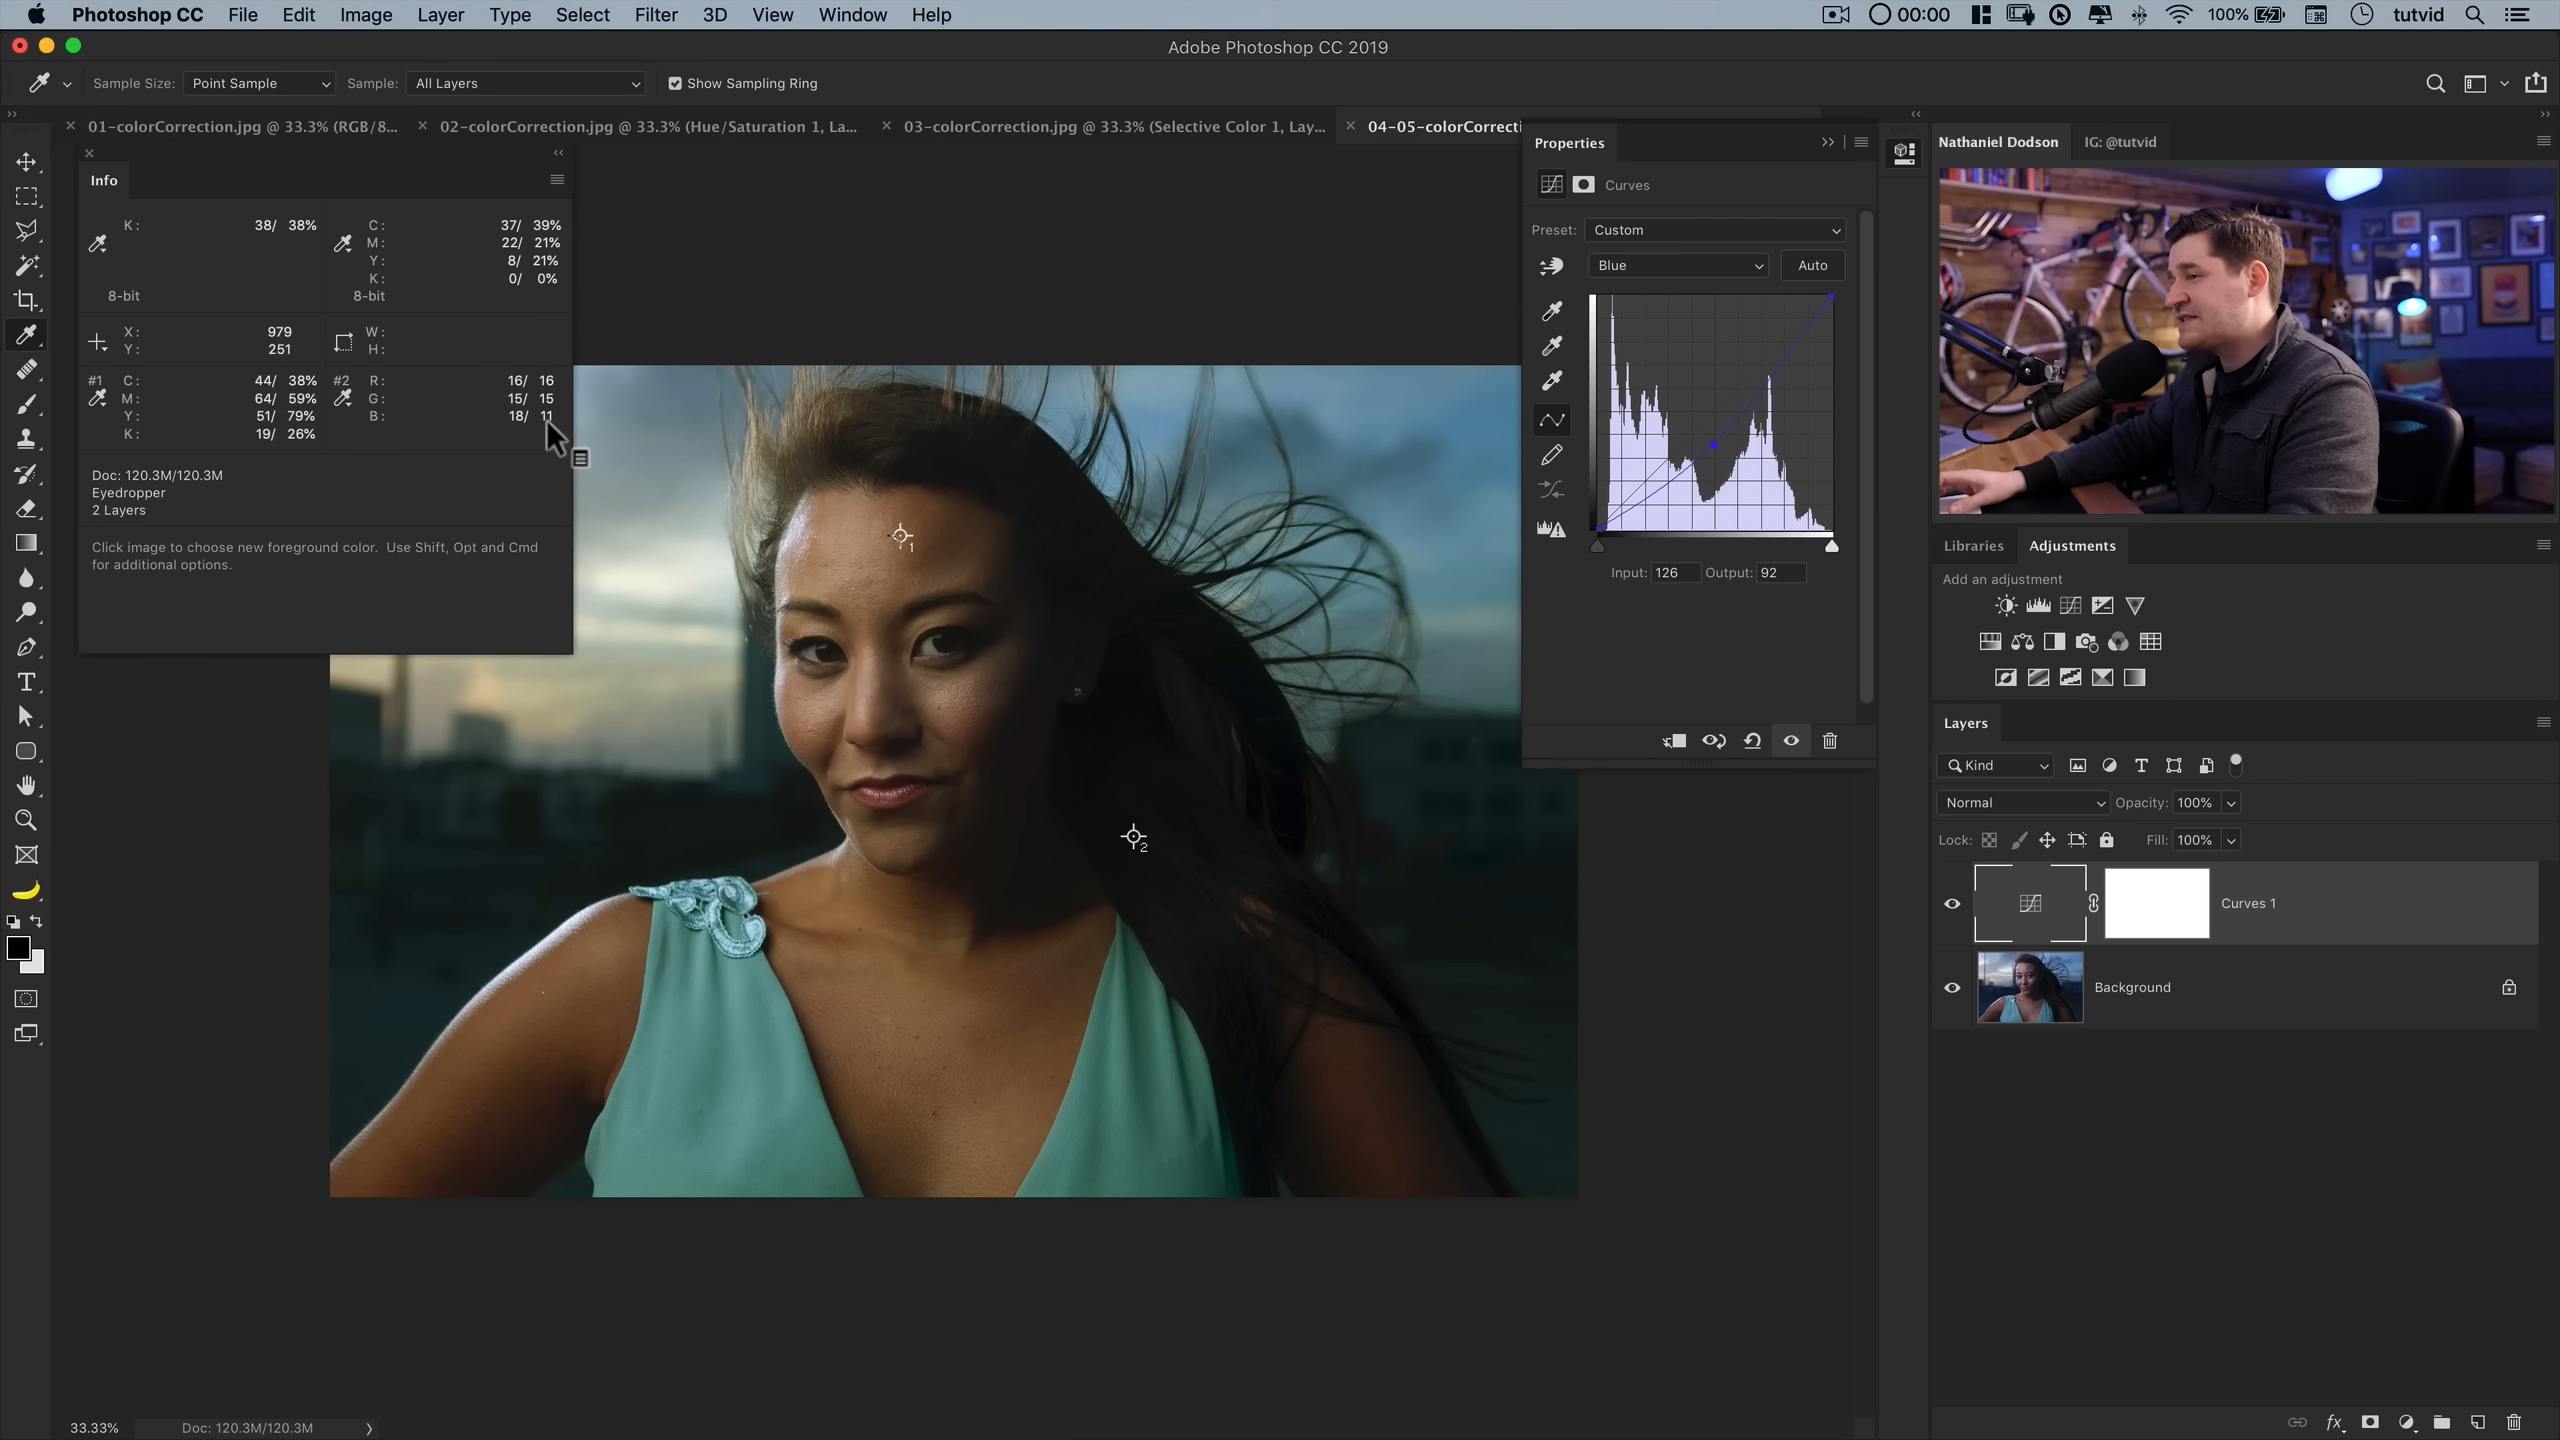 Photoshop CC File Edit Image Layer Type Select Filter 3D View Window Help 00:00 100% tutvid
Adobe Photoshop CC 2019
Sample Size: Point Sample Sample: All Layers Show Sampling Ring
01-colorCorrection.jpg @ 33.3% (RGB/8... 02-colorCorrection.jpg @ 33.3% (Hue/Saturation 1, La... 03-colorCorrection.jpg @ 33.3% (Selective Color 1, Lay... 04-05-colorCorrecti
Info
K: 38/ 38%
8-bit
C: 37/ 39%
M: 22/ 21%
Y: 8/ 21%
K: 0/ 0%
8-bit
X: 979
Y: 251
W:
H:
#1 C: 44/ 38%
M: 64/ 59%
Y: 51/ 79%
K: 19/ 26%
#2 R: 16/ 16
G: 15/ 15
B: 18/ 11
Doc: 120.3M/120.3M
Eyedropper
2 Layers
Click image to choose new foreground color. Use Shift, Opt and Cmd
for additional options.
1
2
Properties
Curves
Preset: Custom
Blue Auto
Input: 126 Output: 92
Nathaniel Dodson IG: @tutvid
Libraries Adjustments
Add an adjustment
Layers
Kind
Normal Opacity: 100%
Lock: Fill: 100%
Curves 1
Background
33.33% Doc: 120.3M/120.3M